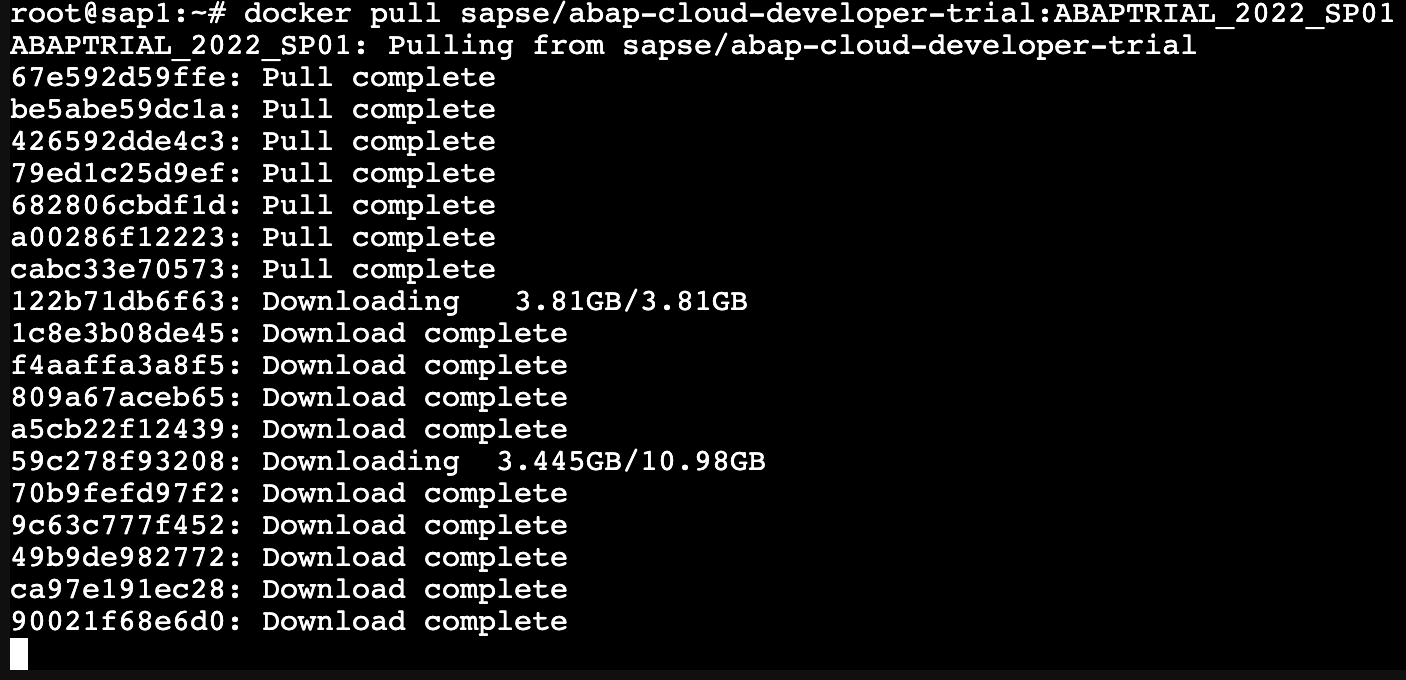 root@sap1:~# docker pull sapse/abap-cloud-developer-trial:ABAPTRIAL_2022_SP01
ABAPTRIAL_2022_SP01: Pulling from sapse/abap-cloud-developer-trial
67e592d59ffe: Pull complete
be5abe59dc1a: Pull complete
426592dde4c3: Pull complete
79ed1c25d9ef: Pull complete
682806cbdf1d: Pull complete
a00286f12223: Pull complete
cabc33e70573: Pull complete
122b71db6f63: Downloading   3.81GB/3.81GB
1c8e3b08de45: Download complete
f4aaffa3a8f5: Download complete
809a67aceb65: Download complete
a5cb22f12439: Download complete
59c278f93208: Downloading  3.445GB/10.98GB
70b9fefd97f2: Download complete
9c63c777f452: Download complete
49b9de982772: Download complete
ca97e191ec28: Download complete
90021f68e6d0: Download complete